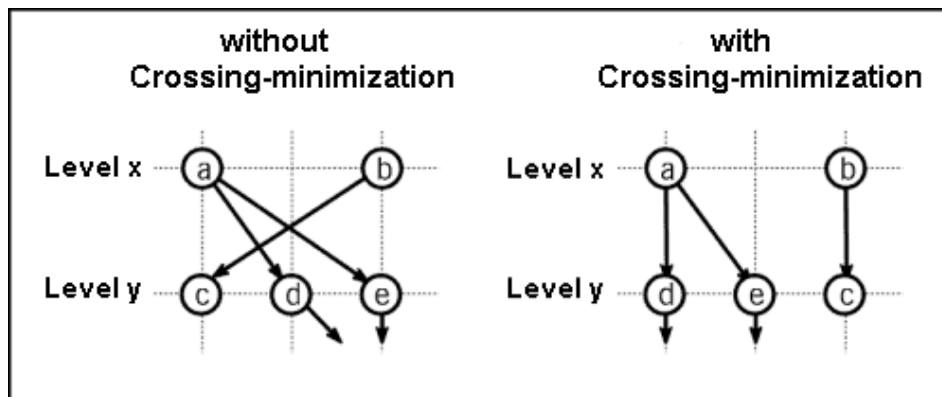 without
Crossing-minimization
Level x
a
b
Level y
c
d
e
with
Crossing-minimization
Level x
a
b
Level y
d
e
c